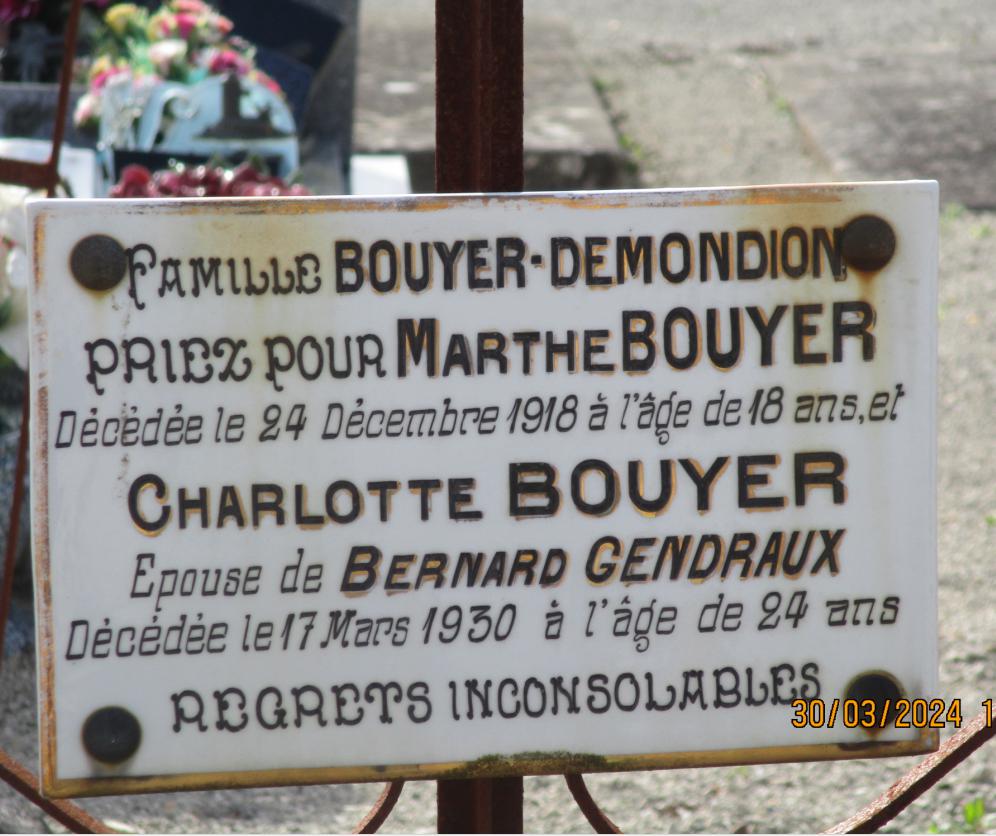 FAMILLE BOUYER-DEMONDION
PRIEZ POUR MARTHE BOUYER
Décédée le 24 Décembre 1918 à l'âge de 18 ans, et
CHARLOTTE BOUYER
Epouse de BERNARD GENDRAUX
Décédée le 17 Mars 1930 à l'âge de 24 ans
REGRETS INCONSOLABLES
30/03/2024 1